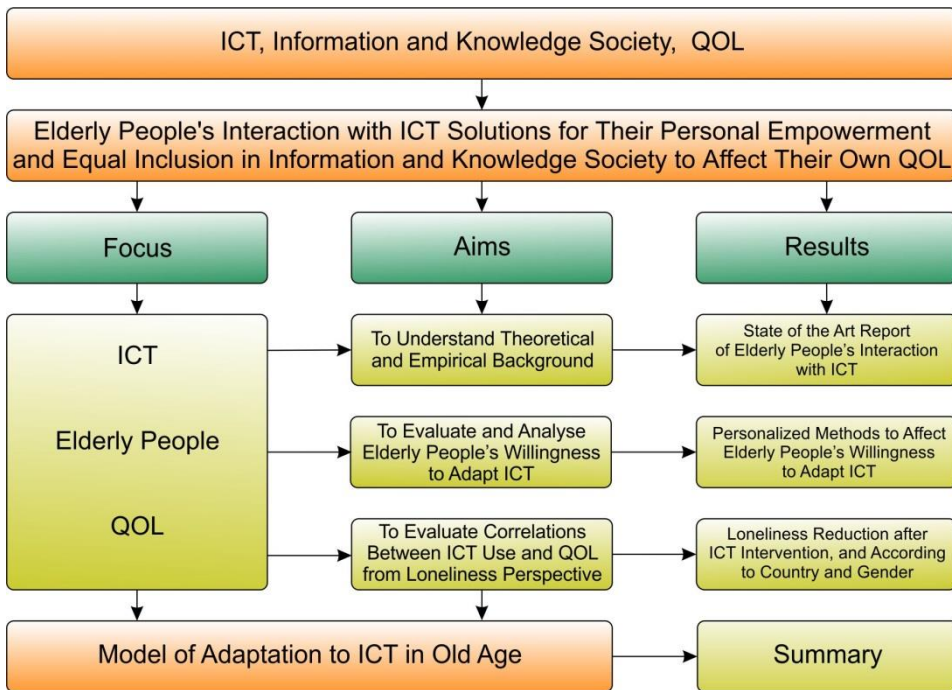 ICT, Information and Knowledge Society, QOL
Elderly People's Interaction with ICT Solutions for Their Personal Empowerment
and Equal Inclusion in Information and Knowledge Society to Affect Their Own QOL
Focus
Aims
Results
ICT
Elderly People
QOL
To Understand Theoretical
and Empirical Background
State of the Art Report
of Elderly People’s Interaction
with ICT
To Evaluate and Analyse
Elderly People’s Willingness
to Adapt ICT
Personalized Methods to Affect
Elderly People’s Willingness
to Adapt ICT
To Evaluate Correlations
Between ICT Use and QOL
from Loneliness Perspective
Loneliness Reduction after
ICT Intervention, and According
to Country and Gender
Model of Adaptation to ICT in Old Age
Summary